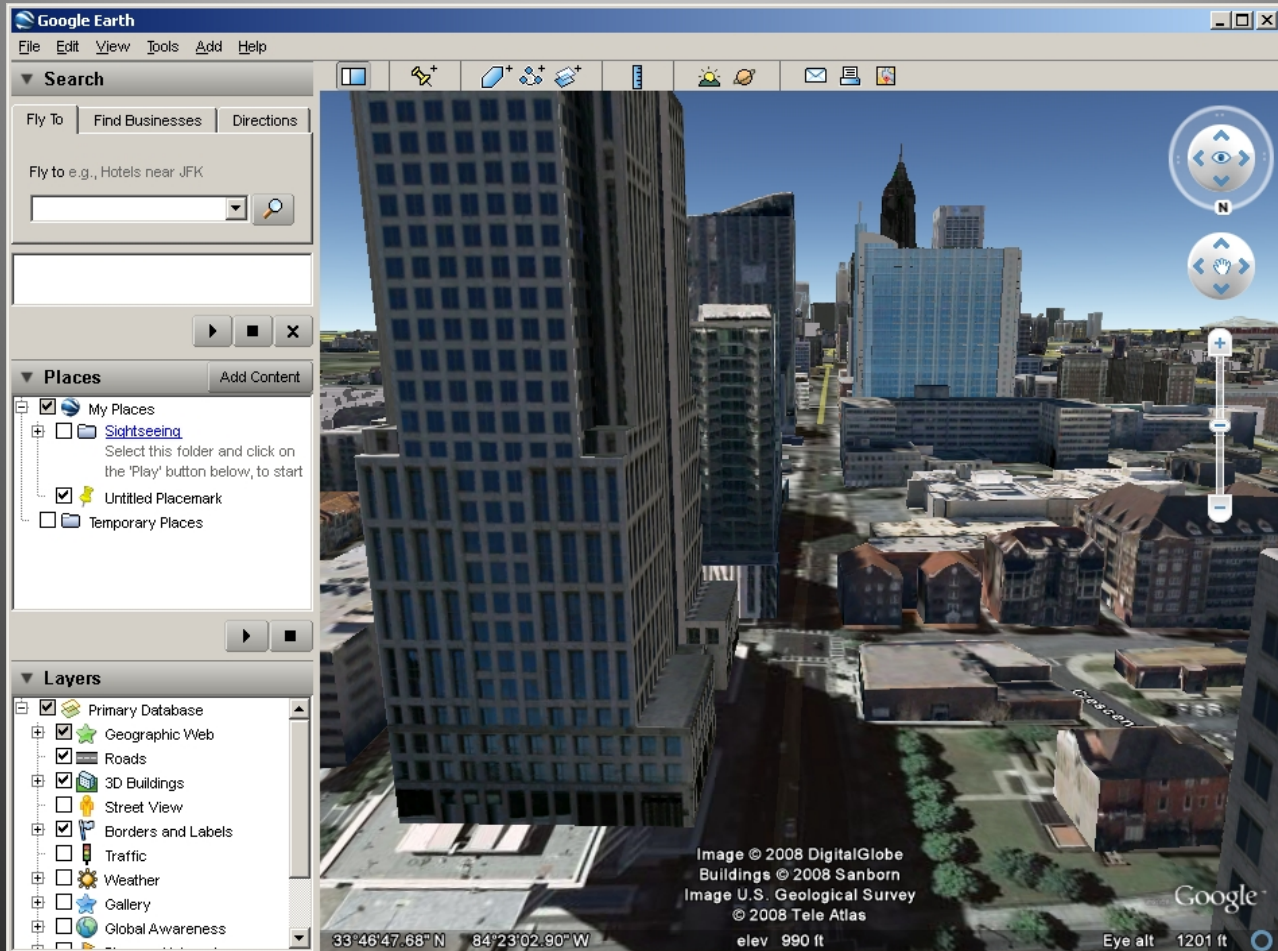 Google Earth
File Edit View Tools Add Help
Search
Fly To Find Businesses Directions
Fly to e.g., Hotels near JFK
Places Add Content
My Places
Sightseeing
Select this folder and click on
the 'Play' button below, to start
Untitled Placemark
Temporary Places
Layers
Primary Database
Geographic Web
Roads
3D Buildings
Street View
Borders and Labels
Traffic
Weather
Gallery
Global Awareness
N
Crescent
Image © 2008 DigitalGlobe
Buildings © 2008 Sanborn
Image U.S. Geological Survey
© 2008 Tele Atlas
Google
33°46'47.68" N 84°23'02.90" W elev 990 ft Eye alt 1201 ft